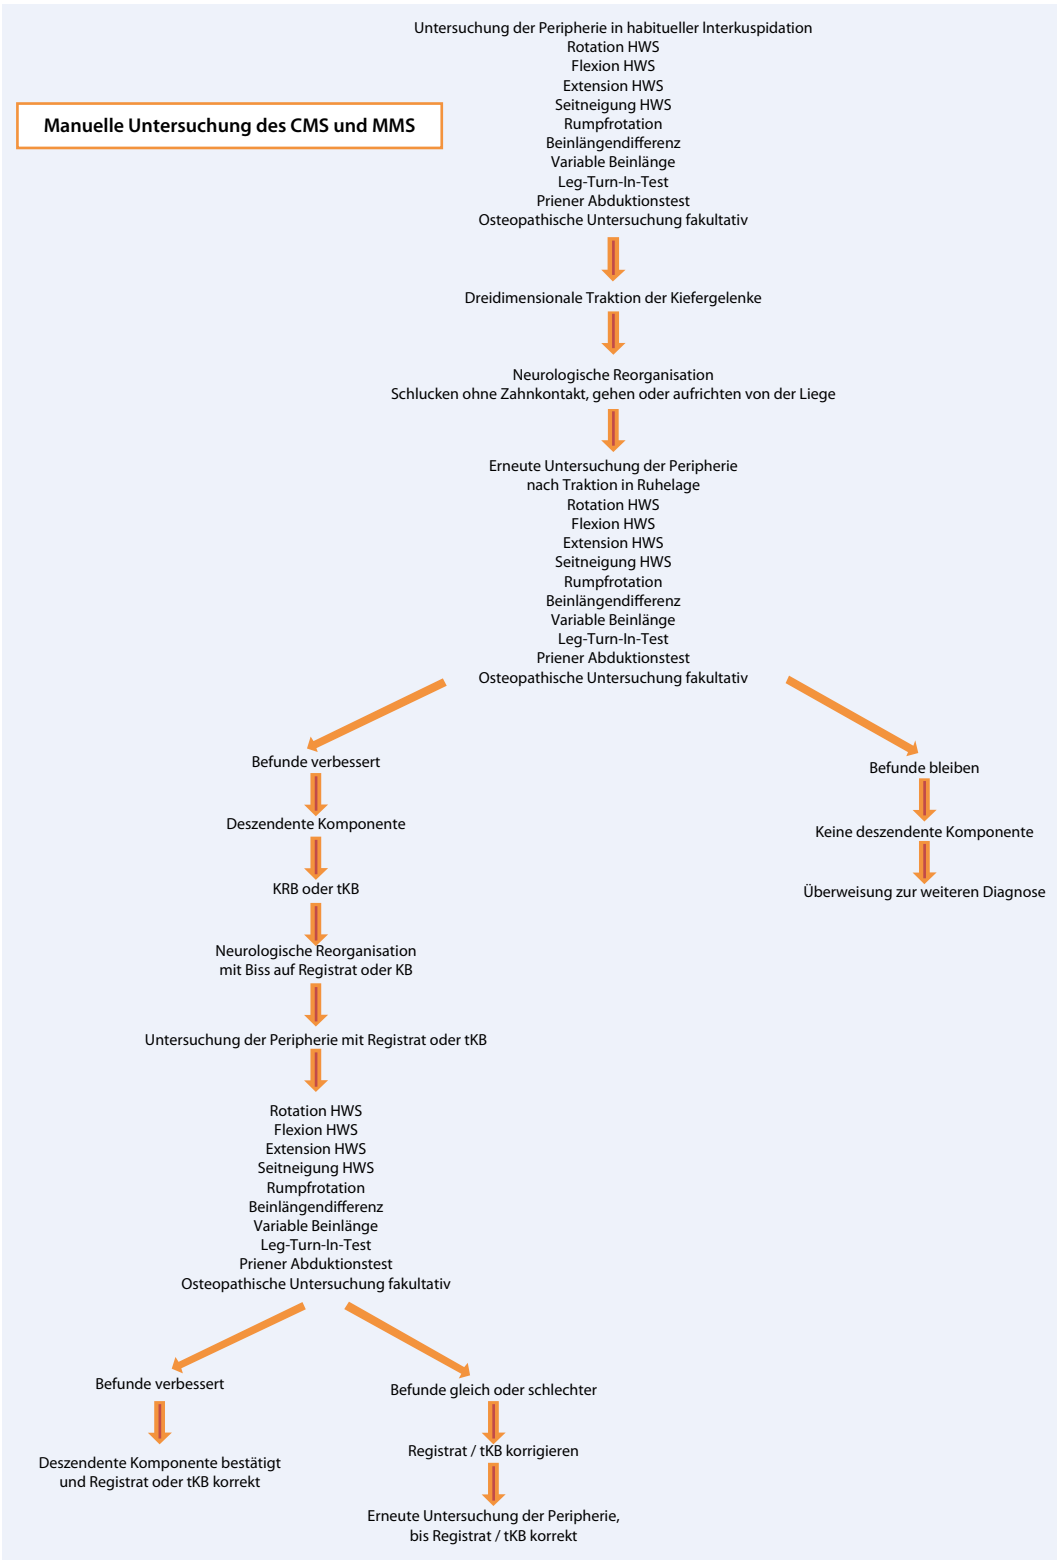 Manuelle Untersuchung des CMS und MMS
Untersuchung der Peripherie in habitueller Interkuspidation
Rotation HWS
Flexion HWS
Extension HWS
Seitneigung HWS
Rumpfrotation
Beinlängendifferenz
Variable Beinlänge
Leg-Turn-In-Test
Priener Abduktionstest
Osteopathische Untersuchung fakultativ
Dreidimensionale Traktion der Kiefergelenke
Neurologische Reorganisation
Schlucken ohne Zahnkontakt, gehen oder aufrichten von der Liege
Erneute Untersuchung der Peripherie
nach Traktion in Ruhelage
Rotation HWS
Flexion HWS
Extension HWS
Seitneigung HWS
Rumpfrotation
Beinlängendifferenz
Variable Beinlänge
Leg-Turn-In-Test
Priener Abduktionstest
Osteopathische Untersuchung fakultativ
Befunde verbessert
Deszendente Komponente
KRB oder tKB
Neurologische Reorganisation
mit Biss auf Registrat oder KB
Untersuchung der Peripherie mit Registrat oder tKB
Rotation HWS
Flexion HWS
Extension HWS
Seitneigung HWS
Rumpfrotation
Beinlängendifferenz
Variable Beinlänge
Leg-Turn-In-Test
Priener Abduktionstest
Osteopathische Untersuchung fakultativ
Befunde verbessert
Deszendente Komponente bestätigt
und Registrat oder tKB korrekt
Befunde gleich oder schlechter
Registrat / tKB korrigieren
Erneute Untersuchung der Peripherie,
bis Registrat / tKB korrekt
Befunde bleiben
Keine deszendente Komponente
Überweisung zur weiteren Diagnose